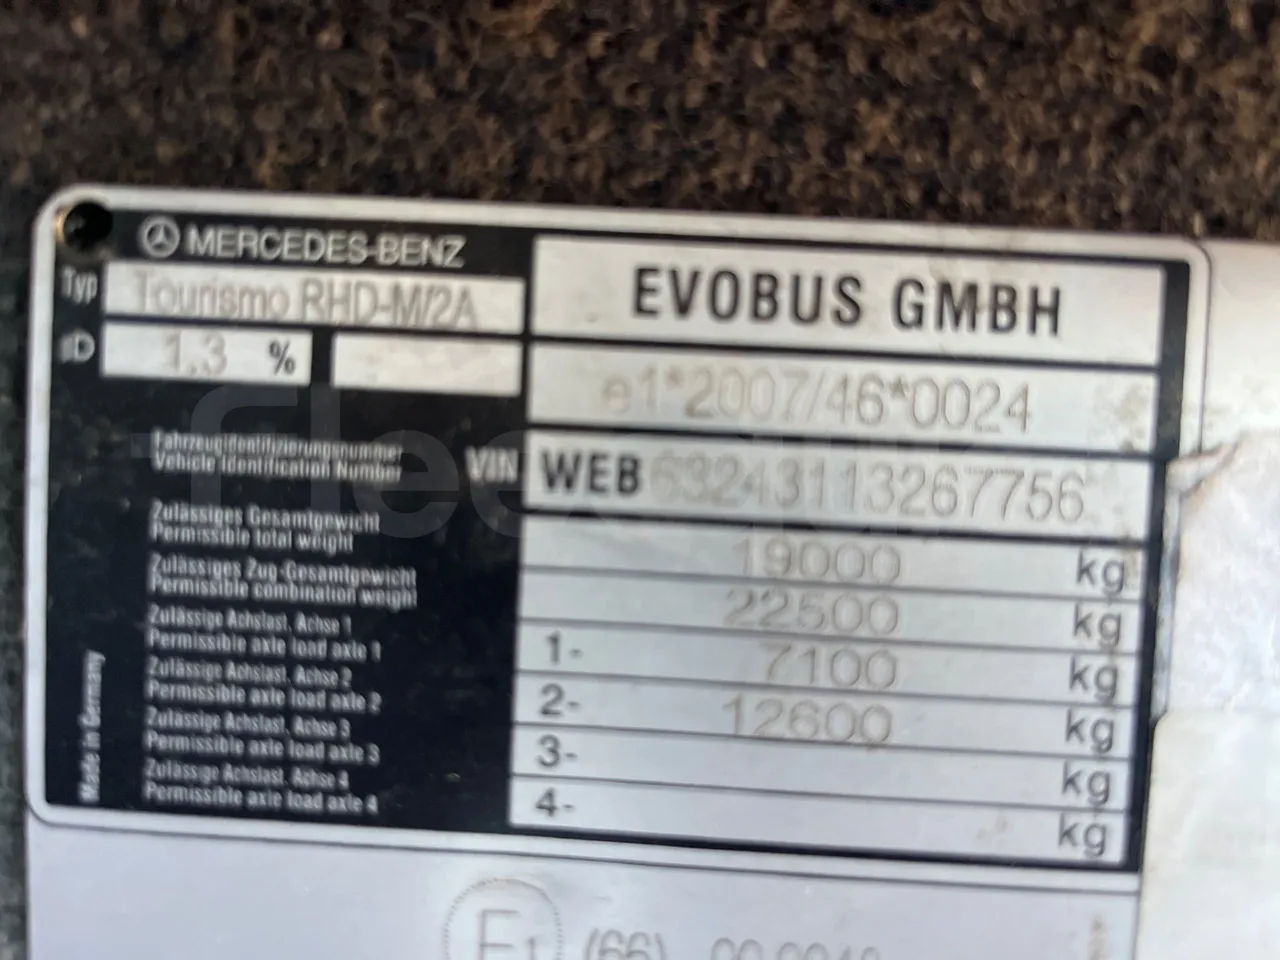 MERCEDES-BENZ
EVOBUS GMBH
Typ Tourismo RHD-M/2A
1.3 %
e1*2007/46*0024
Fahrzeugidentifizierungsnummer
Vehicle Identification Number
VIN WEB63243113267756
Zulässiges Gesamtgewicht
Permissible total weight
19000 kg
Zulässiges Zug-Gesamtgewicht
Permissible combination weight
22500 kg
Zulässige Achslast, Achse 1
Permissible axle load axle 1
1- 7100 kg
Zulässige Achslast, Achse 2
Permissible axle load axle 2
2- 12600 kg
Zulässige Achslast, Achse 3
Permissible axle load axle 3
3- kg
Zulässige Achslast, Achse 4
Permissible axle load axle 4
4- kg
Made in Germany
E1 (66)